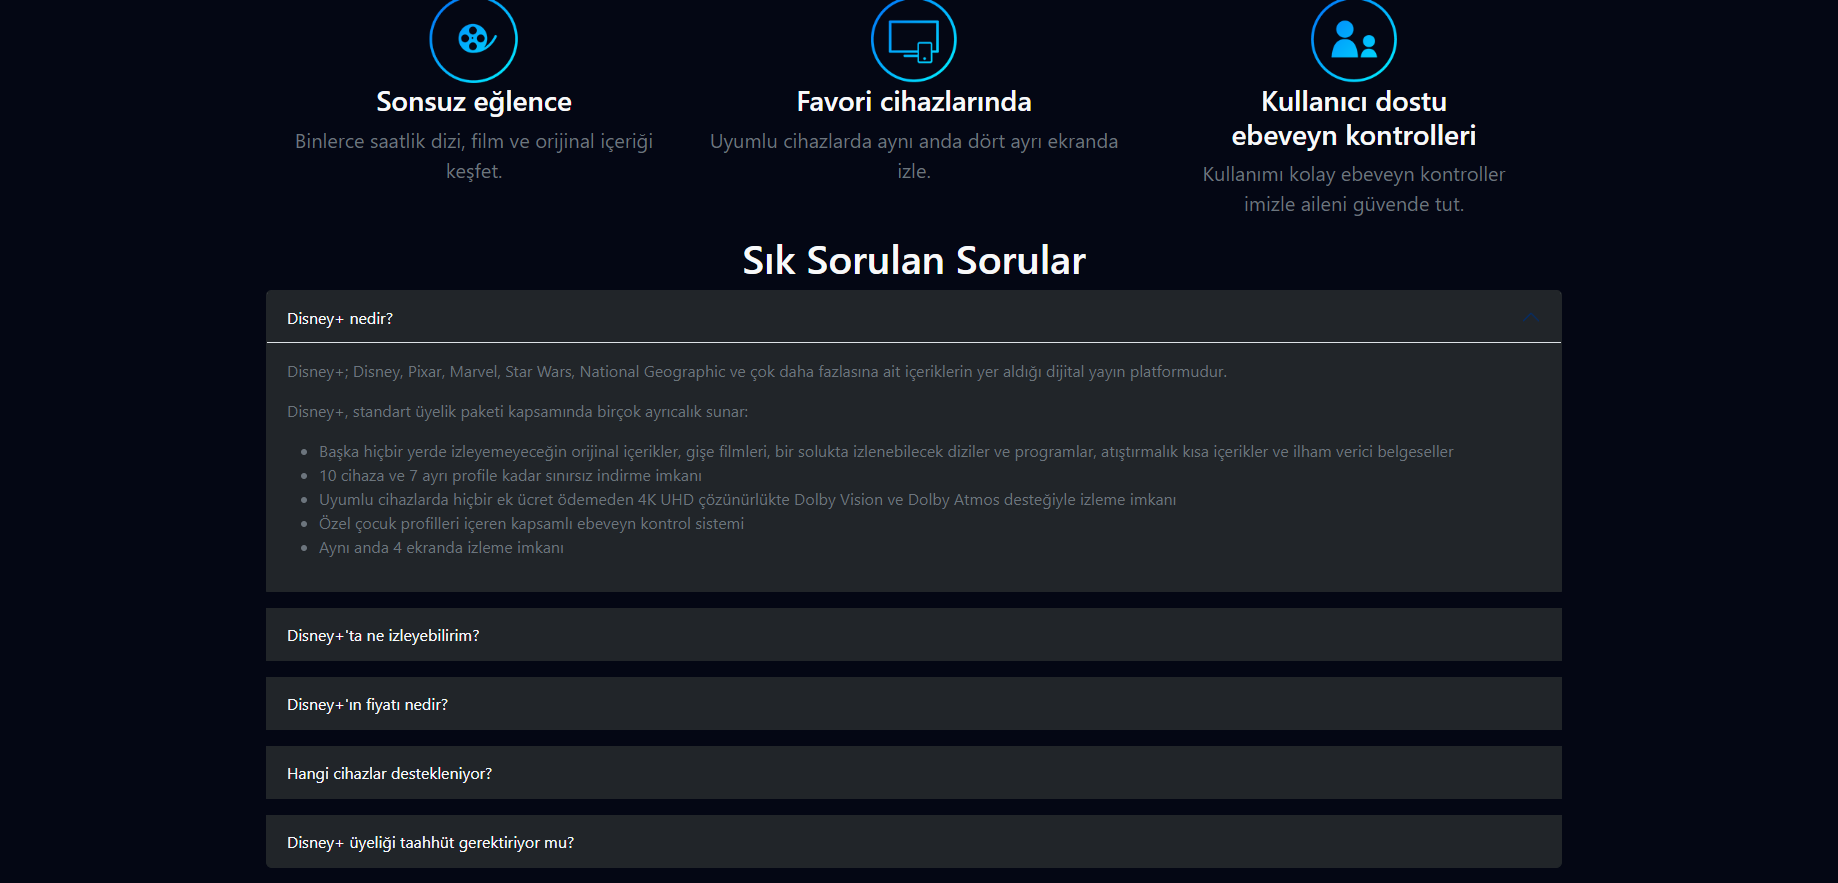 Sonsuz eğlence
Binlerce saatlik dizi, film ve orijinal içeriği
keşfet.
Favori cihazlarında
Uyumlu cihazlarda aynı anda dört ayrı ekranda
izle.
Kullanıcı dostu
ebeveyn kontrolleri
Kullanımı kolay ebeveyn kontroller
imizle aileni güvende tut.
Sık Sorulan Sorular
Disney+ nedir?
Disney+; Disney, Pixar, Marvel, Star Wars, National Geographic ve çok daha fazlasına ait içeriklerin yer aldığı dijital yayın platformudur.
Disney+, standart üyelik paketi kapsamında birçok ayrıcalık sunar:
• Başka hiçbir yerde izleyemeyeceğin orijinal içerikler, gişe filmleri, bir solukta izlenebilecek diziler ve programlar, atıştırmalık kısa içerikler ve ilham verici belgeseller
• 10 cihaza ve 7 ayrı profile kadar sınırsız indirme imkanı
• Uyumlu cihazlarda hiçbir ek ücret ödemeden 4K UHD çözünürlükte Dolby Vision ve Dolby Atmos desteğiyle izleme imkanı
• Özel çocuk profilleri içeren kapsamlı ebeveyn kontrol sistemi
• Aynı anda 4 ekranda izleme imkanı
Disney+'ta ne izleyebilirim?
Disney+'ın fiyatı nedir?
Hangi cihazlar destekleniyor?
Disney+ üyeliği taahhüt gerektiriyor mu?